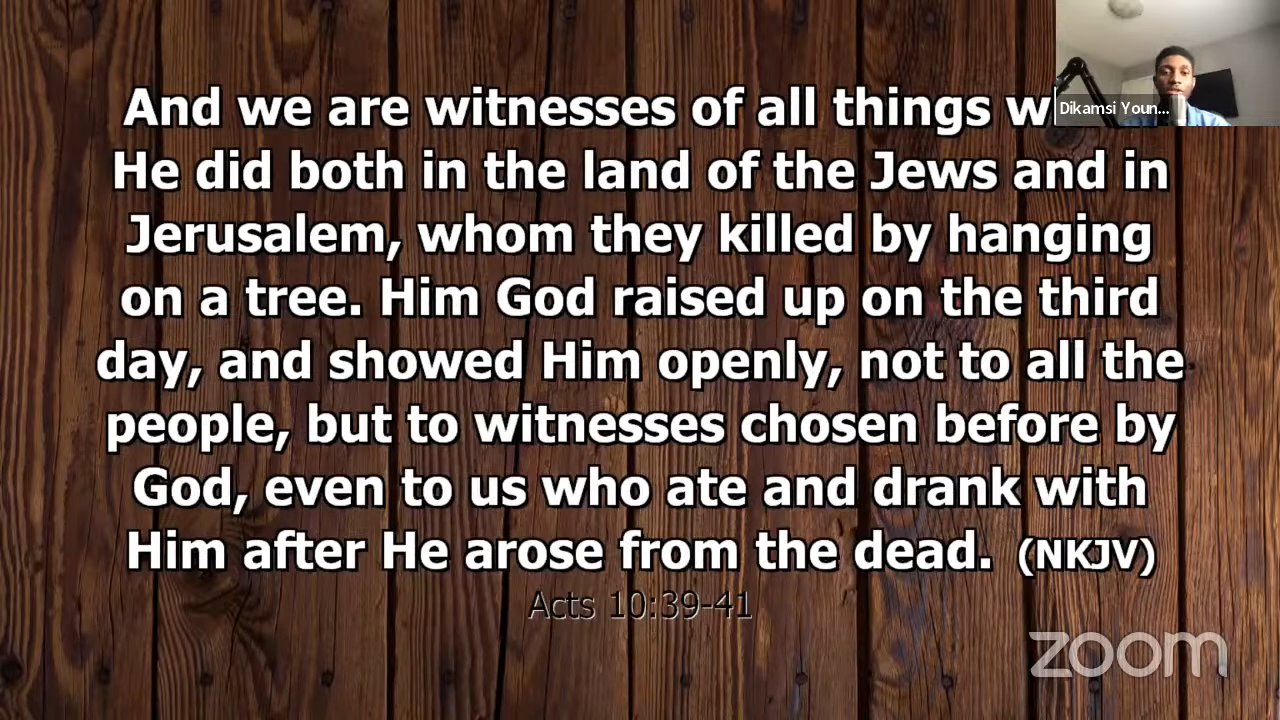 And we are witnesses of all things
He did both in the land of the Jews and in
Jerusalem, whom they killed by hanging
on a tree. Him God raised up on the third
day, and showed Him openly, not to all the
people, but to witnesses chosen before by
God, even to us who ate and drank with
Him after He arose from the dead. (NKJV)
Acts 10:39-41
Dikamsi Youn...
zoom